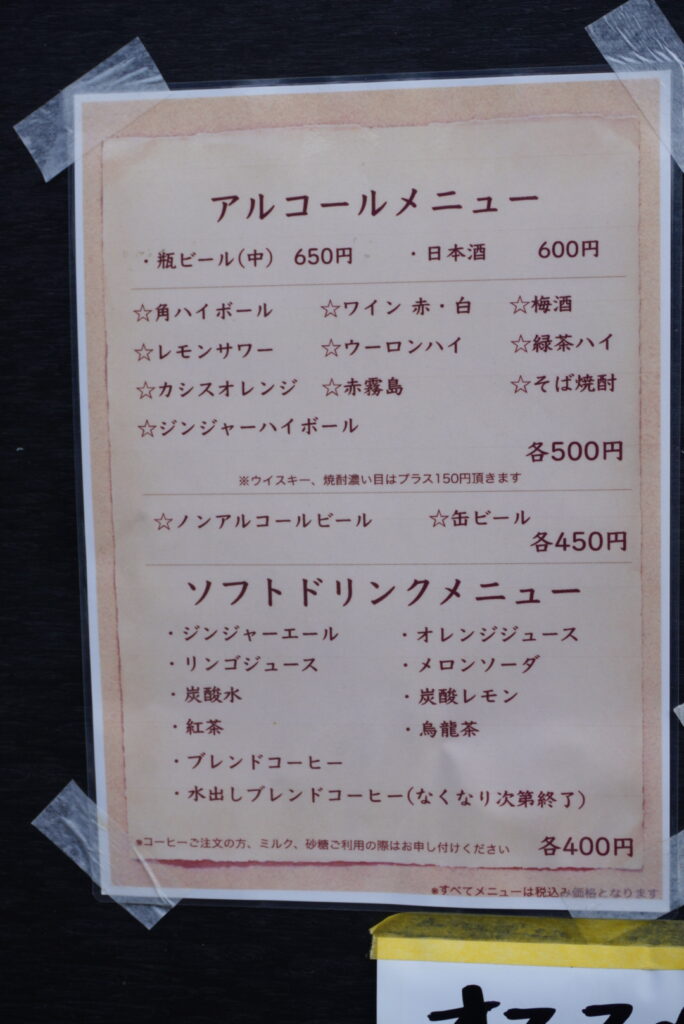 アルコールメニュー
・瓶ビール(中) 650円 ・日本酒 600円
☆角ハイボール ☆ワイン 赤・白 ☆梅酒
☆レモンサワー ☆ウーロンハイ ☆緑茶ハイ
☆カシスオレンジ ☆赤霧島 ☆そば焼酎
☆ジンジャーハイボール
各500円
※ウイスキー、焼酎濃い目はプラス150円頂きます
☆ノンアルコールビール ☆缶ビール
各450円
ソフトドリンクメニュー
・ジンジャーエール ・オレンジジュース
・リンゴジュース ・メロンソーダ
・炭酸水 ・炭酸レモン
・紅茶 ・烏龍茶
・ブレンドコーヒー
・水出しブレンドコーヒー(なくなり次第終了)
*コーヒーご注文の方、ミルク、砂糖ご利用の際はお申し付けください 各400円
*すべてメニューは税込み価格となります